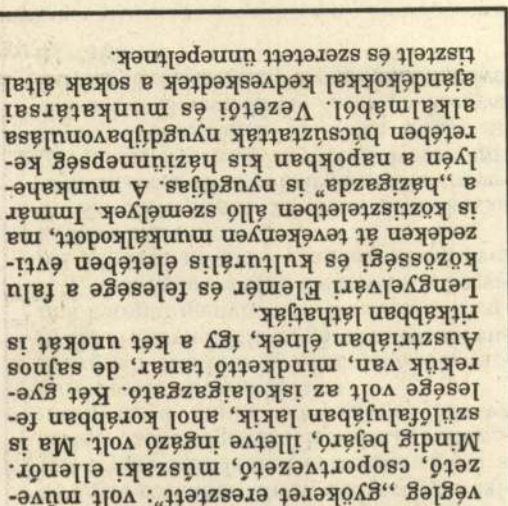 végleg „gyökeret eresztett”: volt műve-
zető, csoportvezető, műszaki ellenőr.
Mindig bejáró, illetve ingázó volt. Ma is
szülőfalujában lakik, ahol korábban fe-
lesége volt az iskolaigazgató. Két gye-
rekük van, mindkettő tanár, de sajnos
Ausztriában élnek, így a két unokát is
ritkábban láthatják.
Lengyelvári Elemér és felesége a falu
közösségi és kulturális életében évti-
zedeken át tevékenyen munkálkodott, ma
is köztiszteletben álló személyek. Immár
a „házigazda” is nyugdíjas. A munkahe-
lyén a napokban kis háziünnepség ke-
retében búcsúztatták nyugdíjbavonulása
alkalmából. Vezetői és munkatársai
ajándékokkal kedveskedtek a sokak által
tisztelt és szeretett ünnepeltnek.